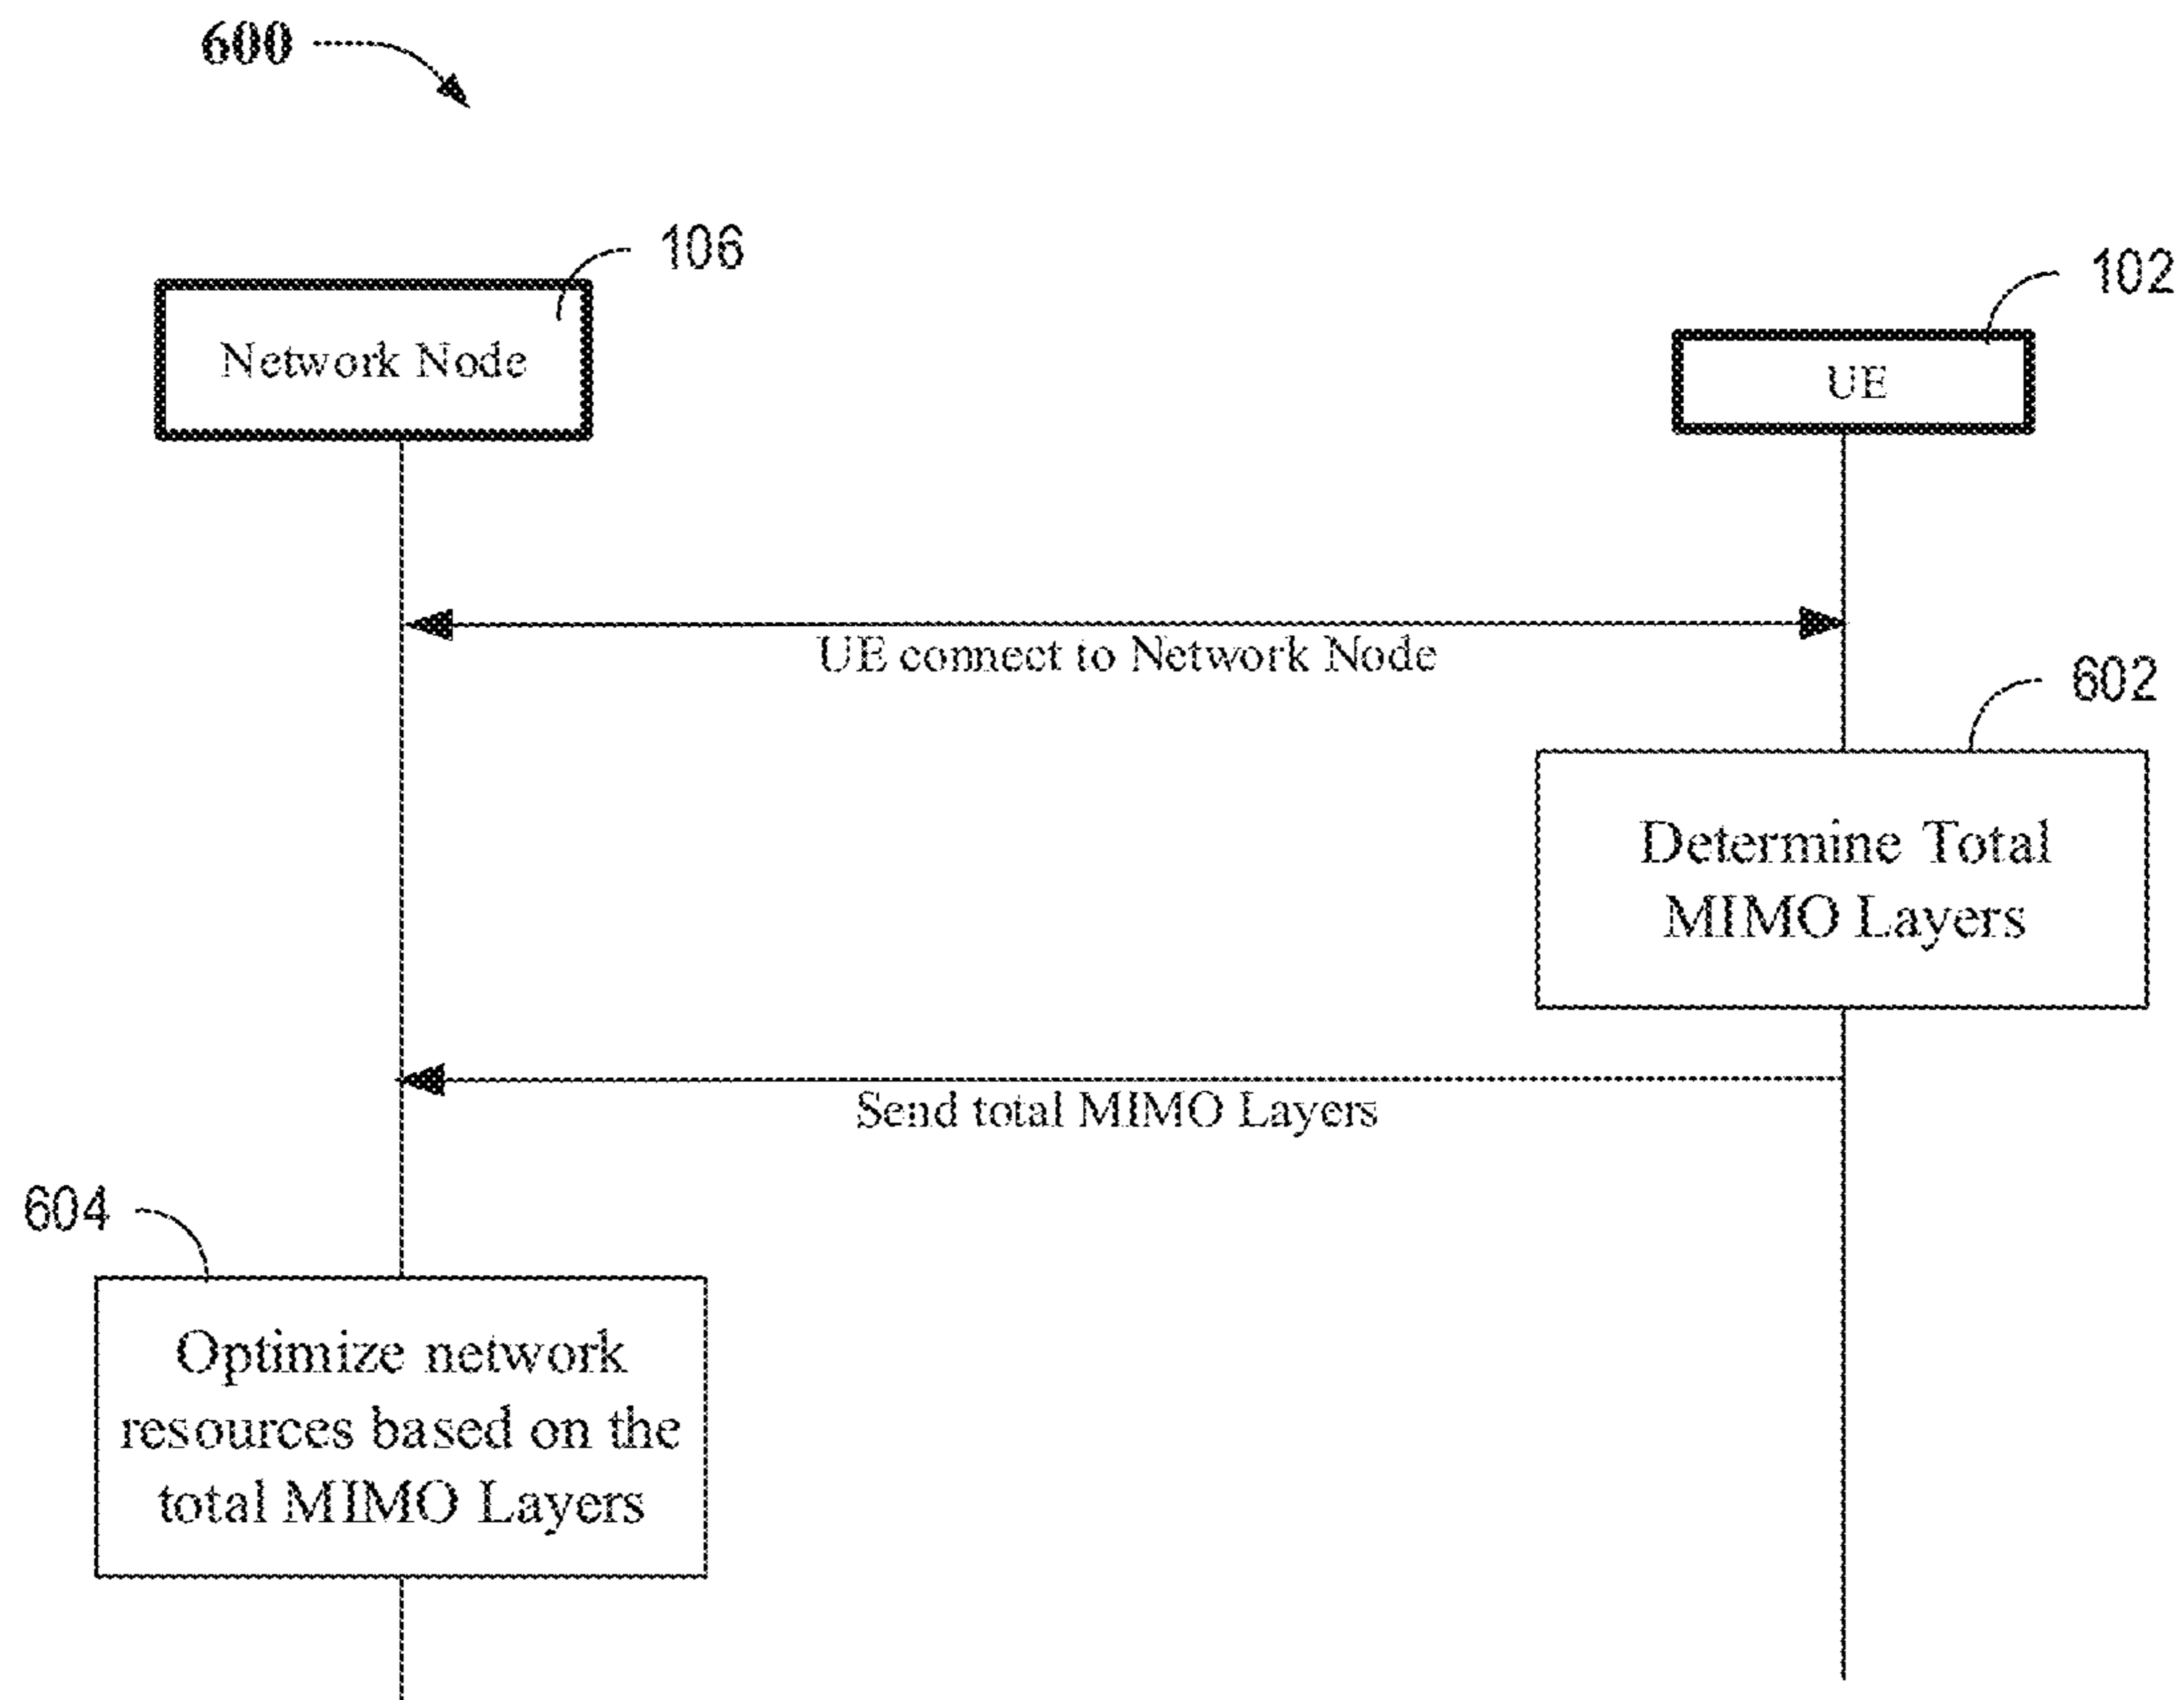 600
106
Network Node
102
UE
UE connect to Network Node
602
Determine Total
MIMO Layers
Send total MIMO Layers
604
Optimize network
resources based on the
total MIMO Layers